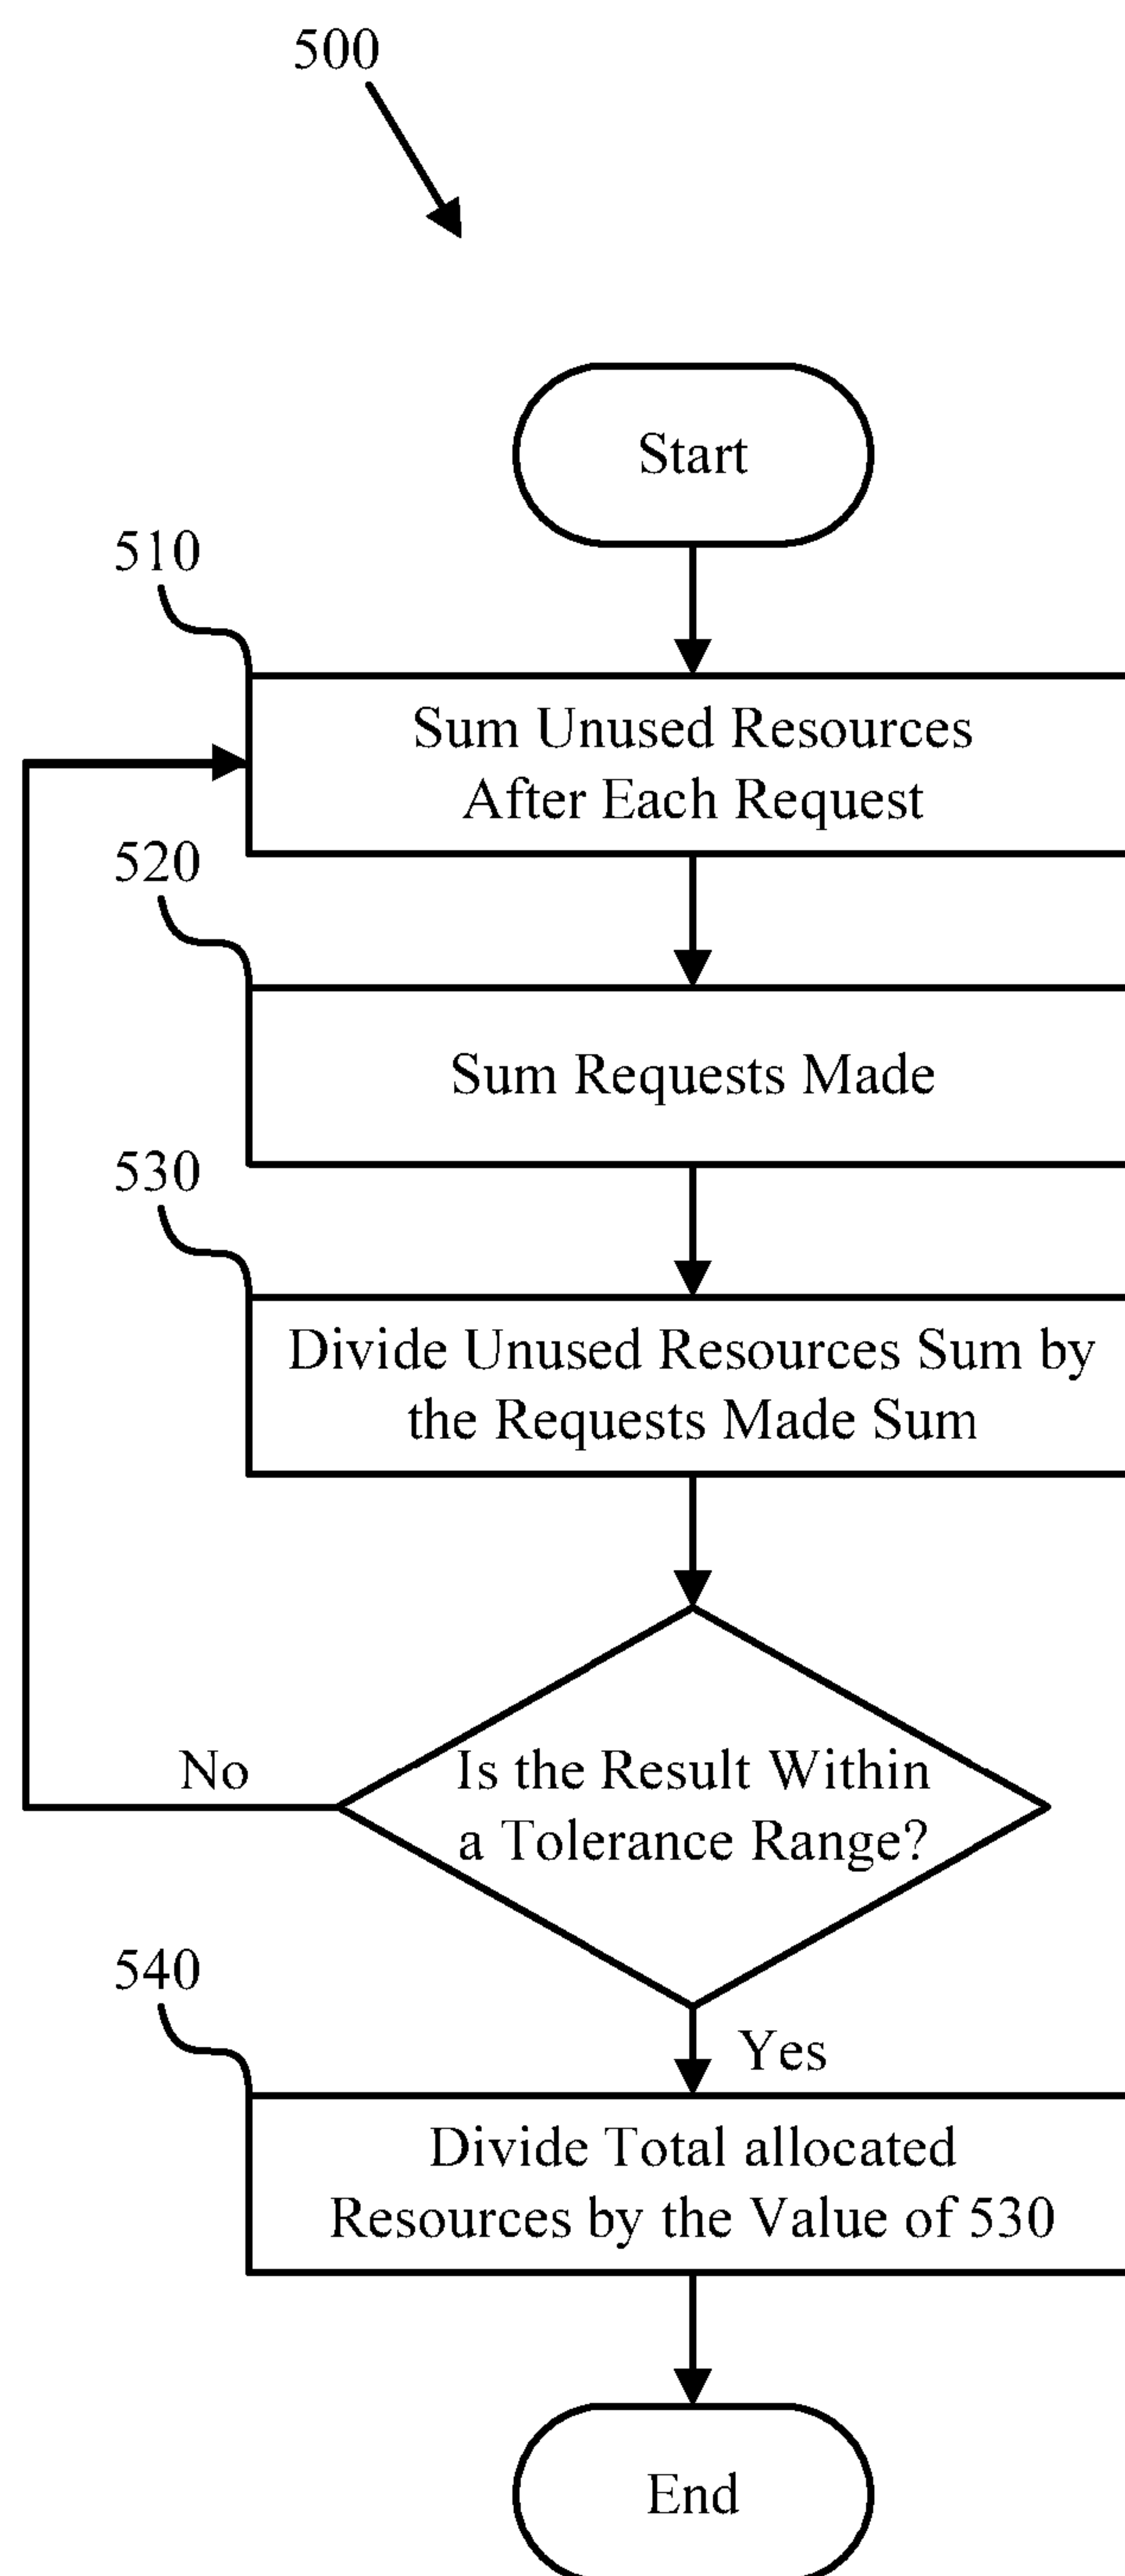 500
Start
510
Sum Unused Resources
After Each Request
520
Sum Requests Made
530
Divide Unused Resources Sum by
the Requests Made Sum
No
Is the Result Within
a Tolerance Range?
540
Yes
Divide Total allocated
Resources by the Value of 530
End